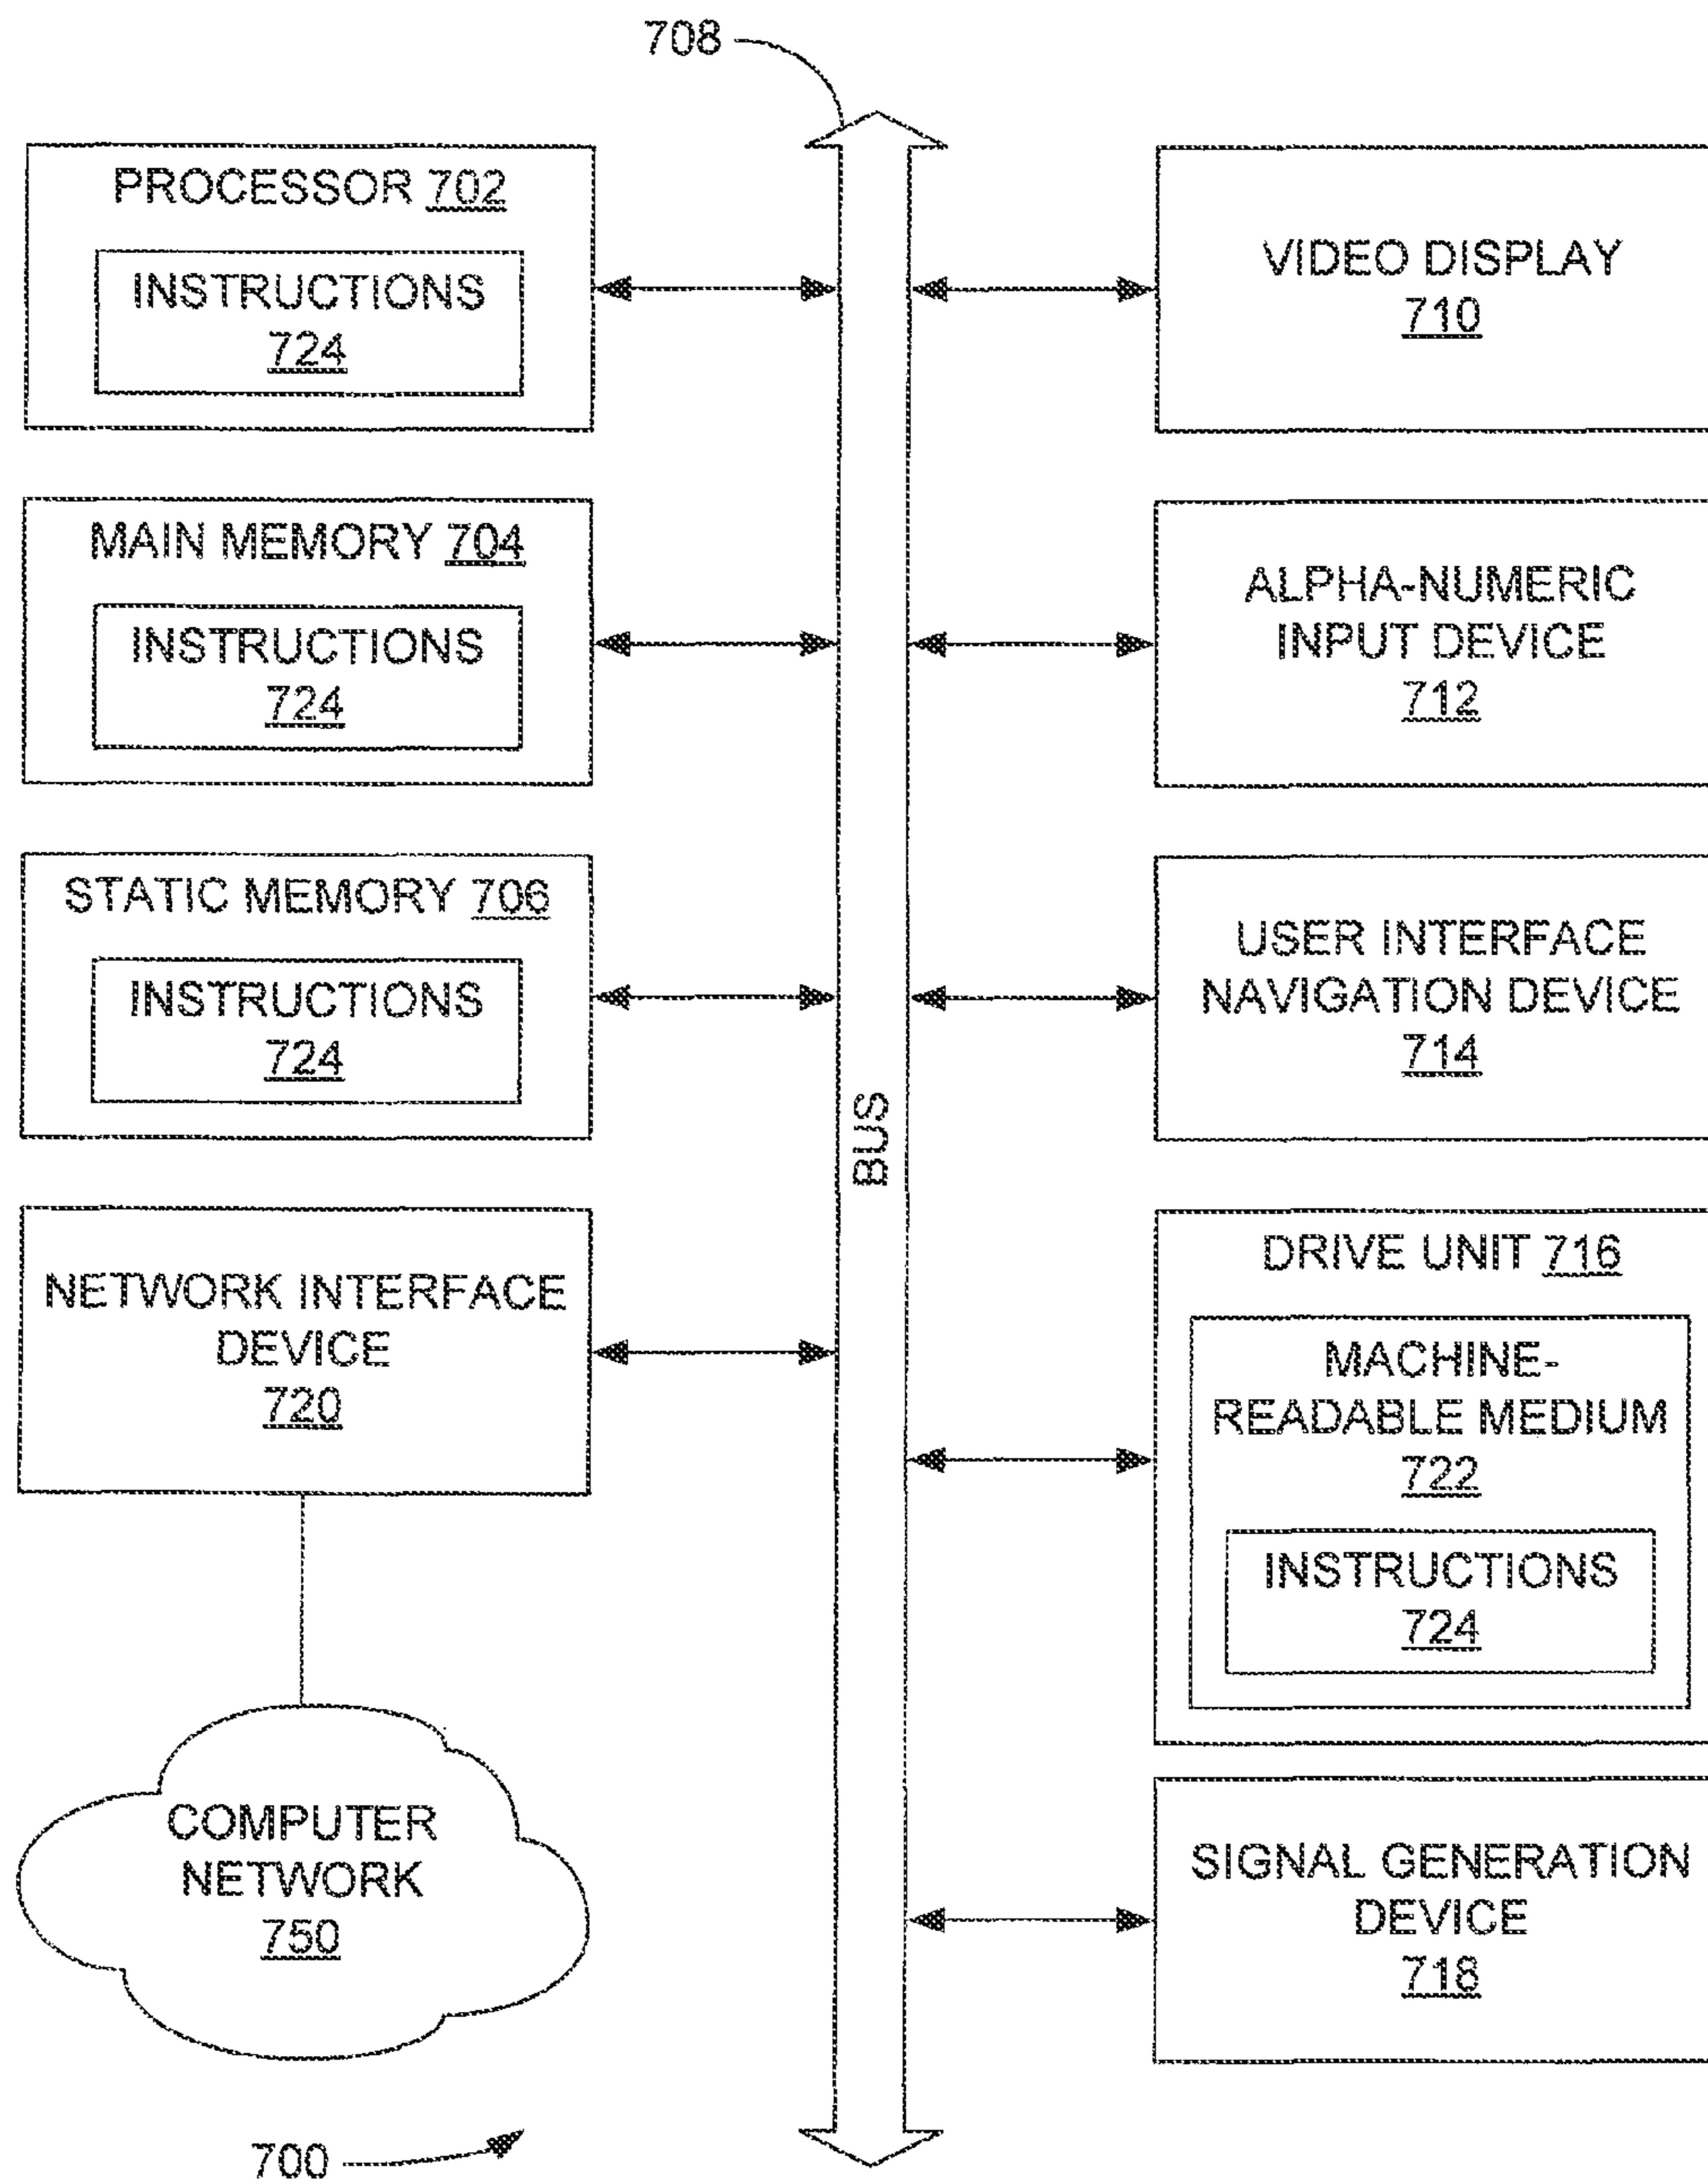 708
PROCESSOR 702
INSTRUCTIONS
724
MAIN MEMORY 704
INSTRUCTIONS
724
STATIC MEMORY 706
INSTRUCTIONS
724
NETWORK INTERFACE
DEVICE
720
COMPUTER
NETWORK
750
700
BUS
VIDEO DISPLAY
710
ALPHA-NUMERIC
INPUT DEVICE
712
USER INTERFACE
NAVIGATION DEVICE
714
DRIVE UNIT 716
MACHINE-
READABLE MEDIUM
722
INSTRUCTIONS
724
SIGNAL GENERATION
DEVICE
718